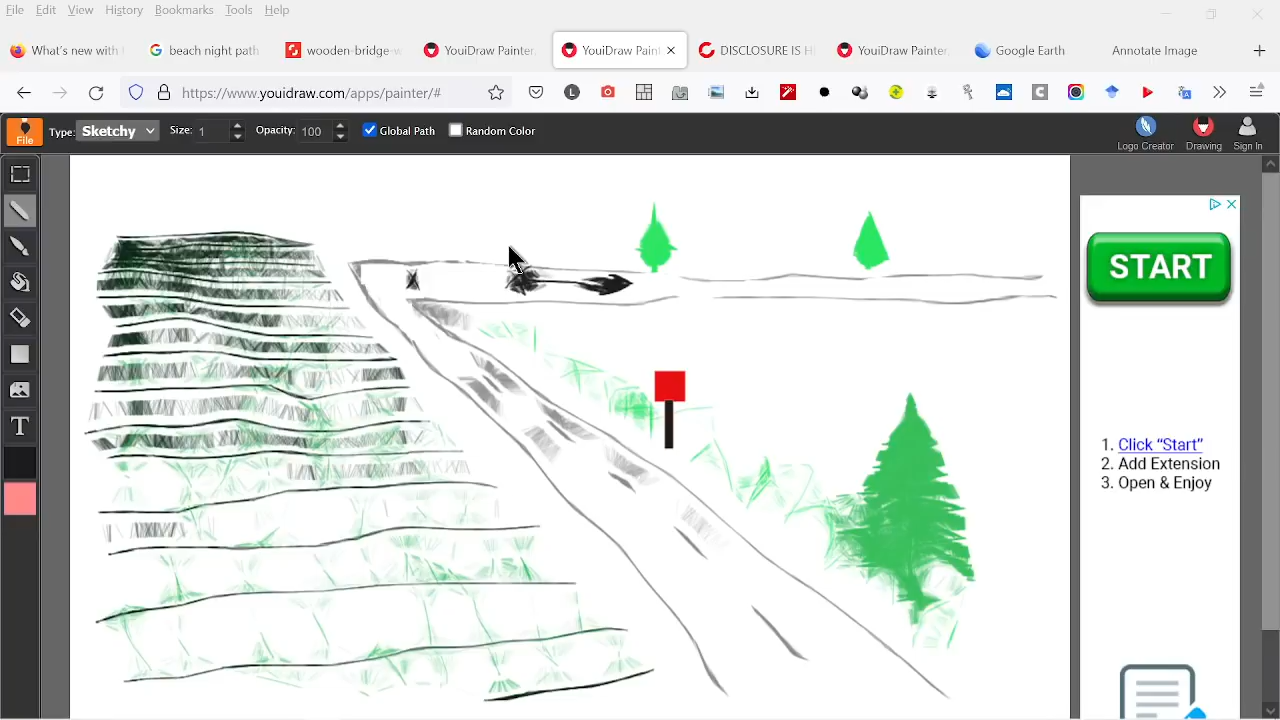 File Edit View History Bookmarks Tools Help
What's new with
beach night path
wooden-bridge-w
YouiDraw Painter
YouiDraw Pain
DISCLOSURE IS H
YouiDraw Painter
Google Earth
Annotate Image
https://www.youidraw.com/apps/painter/#
File Type: Sketchy Size: 1 Opacity: 100 Global Path Random Color
Logo Creator Drawing Sign In
START
1. Click "Start"
2. Add Extension
3. Open & Enjoy
T